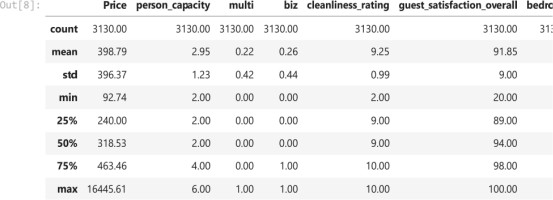 Out[8]:
Price person_capacity multi biz cleanliness_rating guest_satisfaction_overall bedrc
count 3130.00 3130.00 3130.00 3130.00 3130.00 3130.00 313
mean 398.79 2.95 0.22 0.26 9.25 91.85
std 396.37 1.23 0.42 0.44 0.99 9.00
min 92.74 2.00 0.00 0.00 2.00 20.00
25% 240.00 2.00 0.00 0.00 9.00 89.00
50% 318.53 2.00 0.00 0.00 9.00 94.00
75% 463.46 4.00 0.00 1.00 10.00 98.00
max 16445.61 6.00 1.00 1.00 10.00 100.00